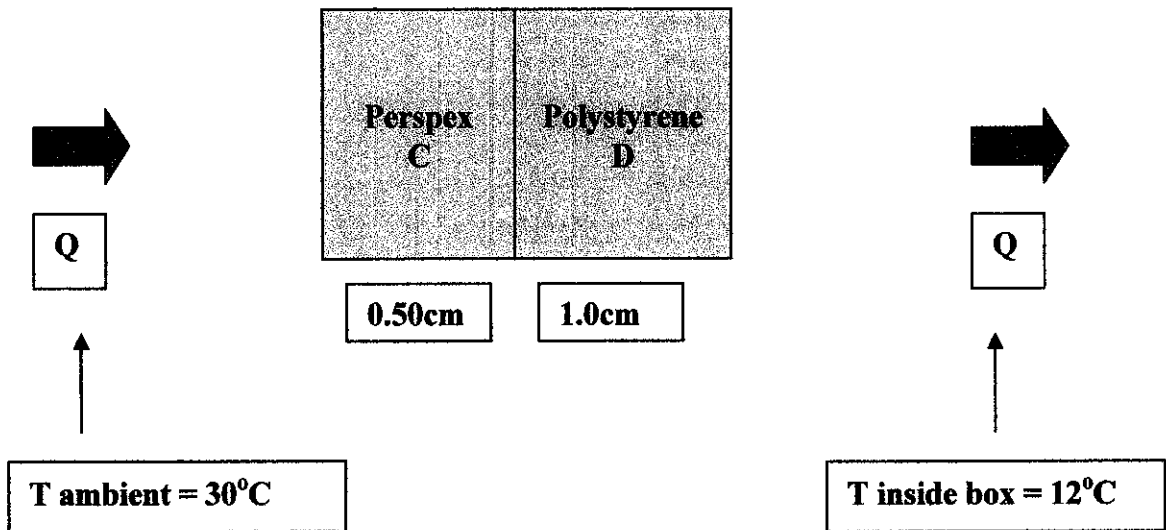 Perspex
C
Polystyrene
D
Q
Q
0.50cm
1.0cm
T ambient = 30°C
T inside box = 12°C